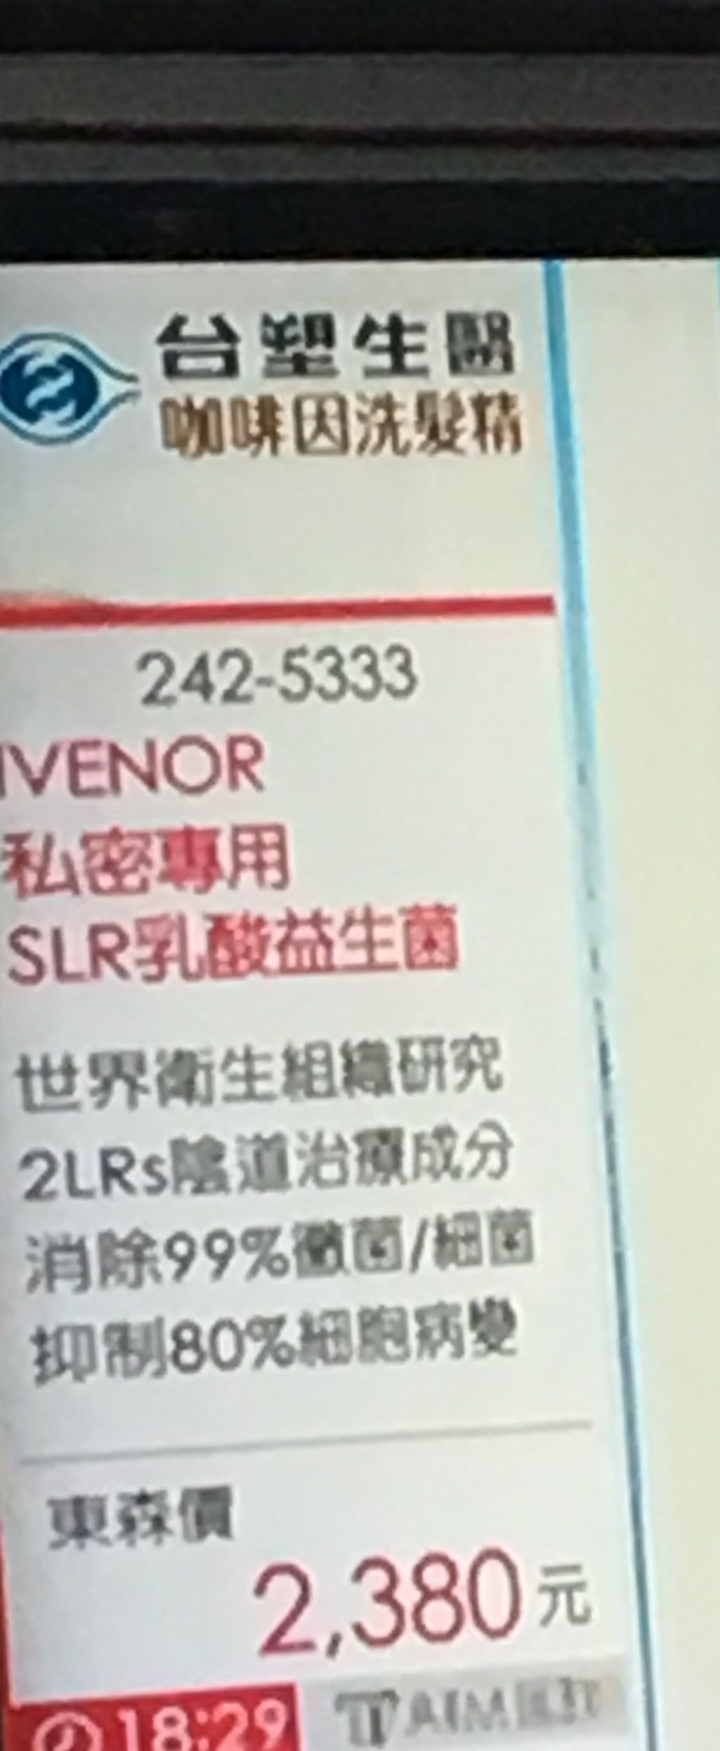 台塑生醫
咖啡因洗髮精
242-5333
IVENOR
私密專用
SLR乳酸益生菌
世界衛生組織研究
2LRs陰道治療成分
消除99%黴菌/細菌
抑制80%細胞病變
東森價
2,380元
18:29